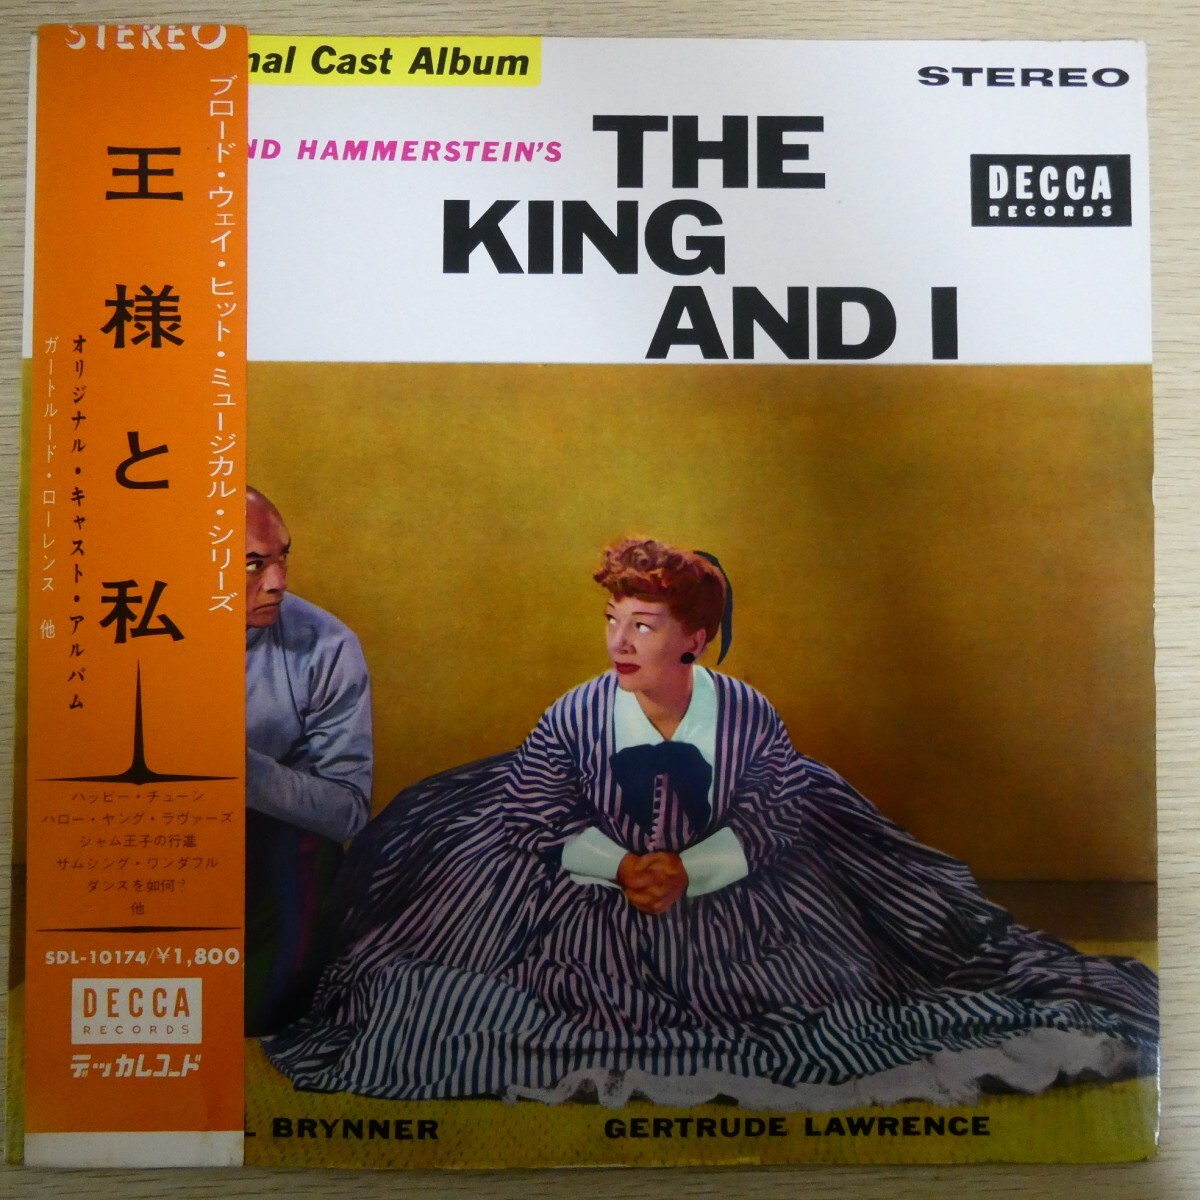 STEREO
ブロード・ウェイ・ヒット・ミュージカル・シリーズ
王様と私
オリジナル・キャスト・アルバム
ガートルード・ローレンス 他
ハッピー・チューン
ハロー・ヤング・ラヴァーズ
シャム王子の行進
サムシング・ワンダフル
ダンスを如何?
他
SDL-10174/¥1,800
DECCA
RECORDS
デッカレコード
nal Cast Album
STEREO
ND HAMMERSTEIN'S
THE
KING
AND I
DECCA
RECORDS
L BRYNNER
GERTRUDE LAWRENCE